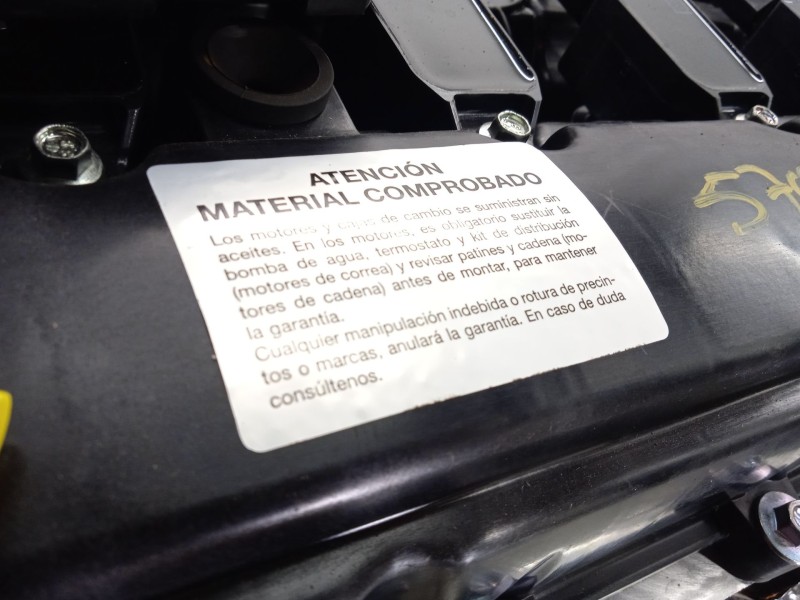 ATENCIÓN
MATERIAL COMPROBADO
Los motores y cajas de cambio se suministran sin
aceites. En los motores, es obligatorio sustituir la
bomba de agua, termostato y kit de distribución
(motores de correa) y revisar patines y cadena (mo-
tores de cadena) antes de montar, para mantener
la garantía.
Cualquier manipulación indebida o rotura de precin-
tos o marcas, anulará la garantía. En caso de duda
consúltenos.